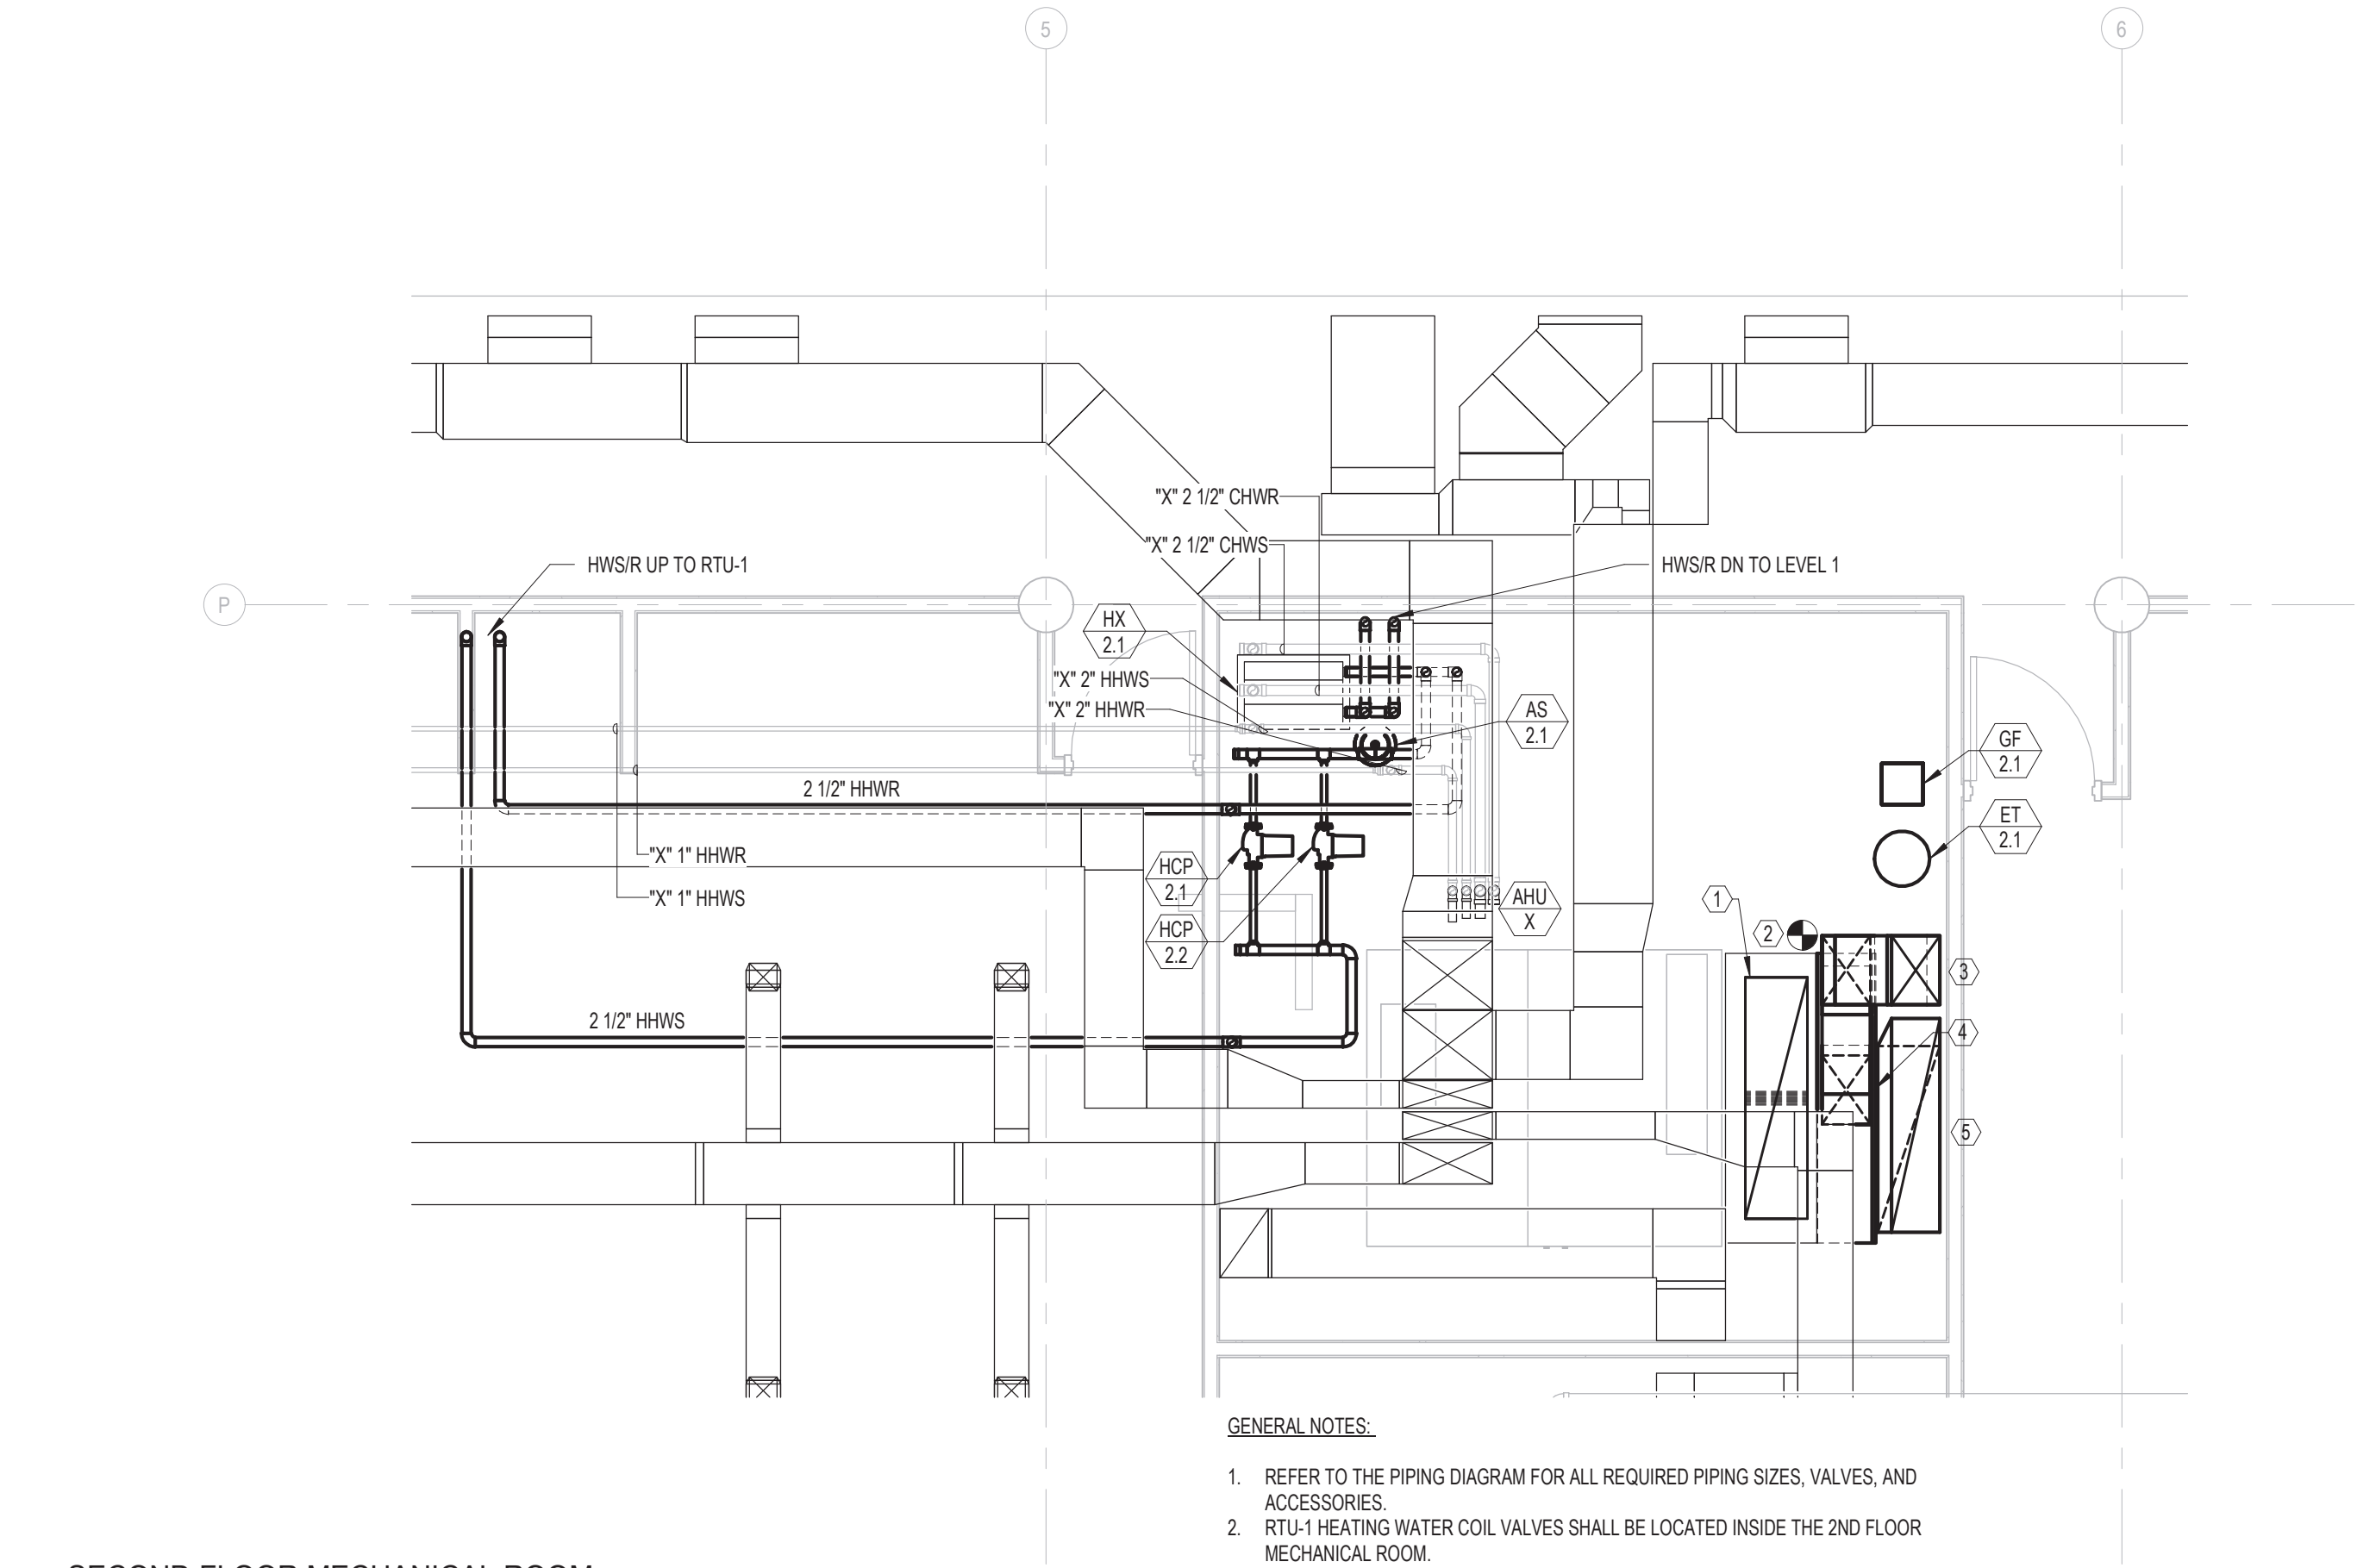 5
6
"X" 2 1/2" CHWR
"X" 2 1/2" CHWS
HWS/R UP TO RTU-1
HWS/R DN TO LEVEL 1
P
HX
2.1
"X" 2" HHWS
"X" 2" HHWR
AS
2.1
GF
2.1
2 1/2" HHWR
ET
2.1
"X" 1" HHWR
"X" 1" HHWS
HCP
2.1
HCP
2.2
AHU
X
1
2
3
4
5
2 1/2" HHWS
GENERAL NOTES:
1. REFER TO THE PIPING DIAGRAM FOR ALL REQUIRED PIPING SIZES, VALVES, AND
ACCESSORIES.
2. RTU-1 HEATING WATER COIL VALVES SHALL BE LOCATED INSIDE THE 2ND FLOOR
MECHANICAL ROOM.
SECOND FLOOR MECHANICAL ROOM